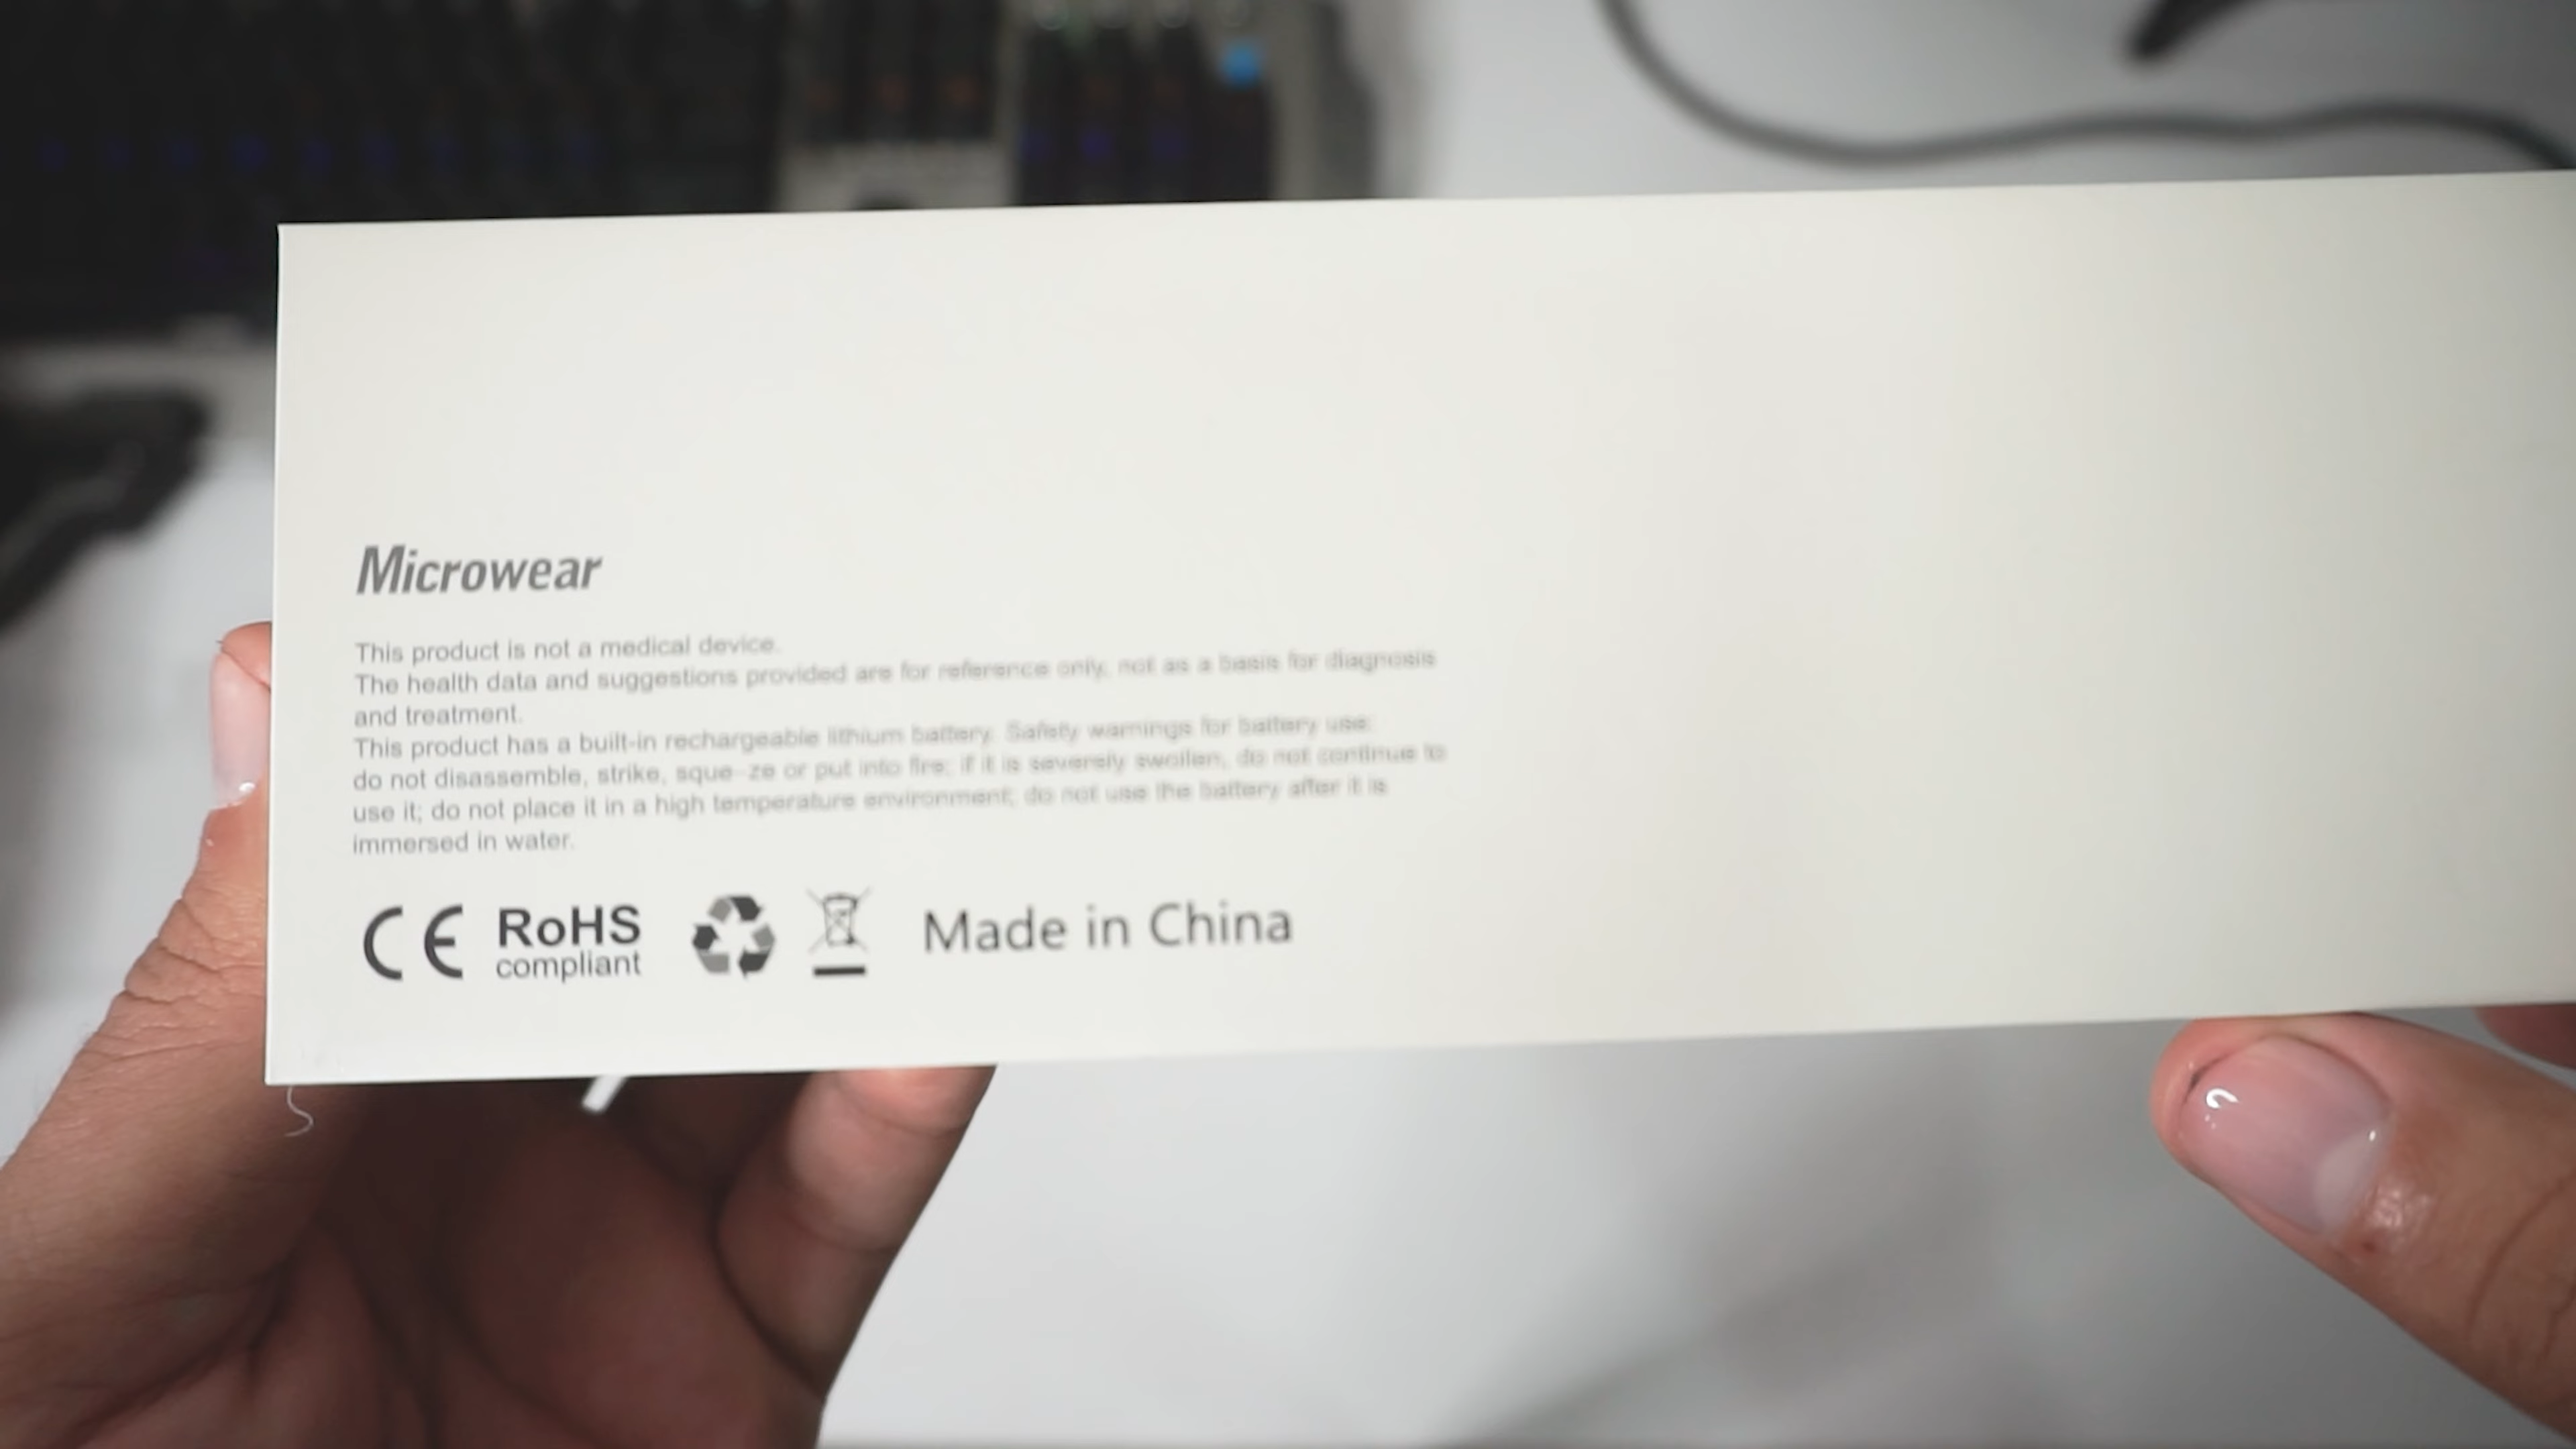 Microwear
This product is not a medical device.
The health data and suggestions provided are for reference only, not as a basis for diagnosis
and treatment.
This product has a built-in rechargeable lithium battery. Safety warnings for battery use:
do not disassemble, strike, sque ze or put into fire; if it is severely swollen, do not continue to
use it; do not place it in a high temperature environment; do not use the battery after it is
immersed in water.
CE RoHS Made in China
compliant